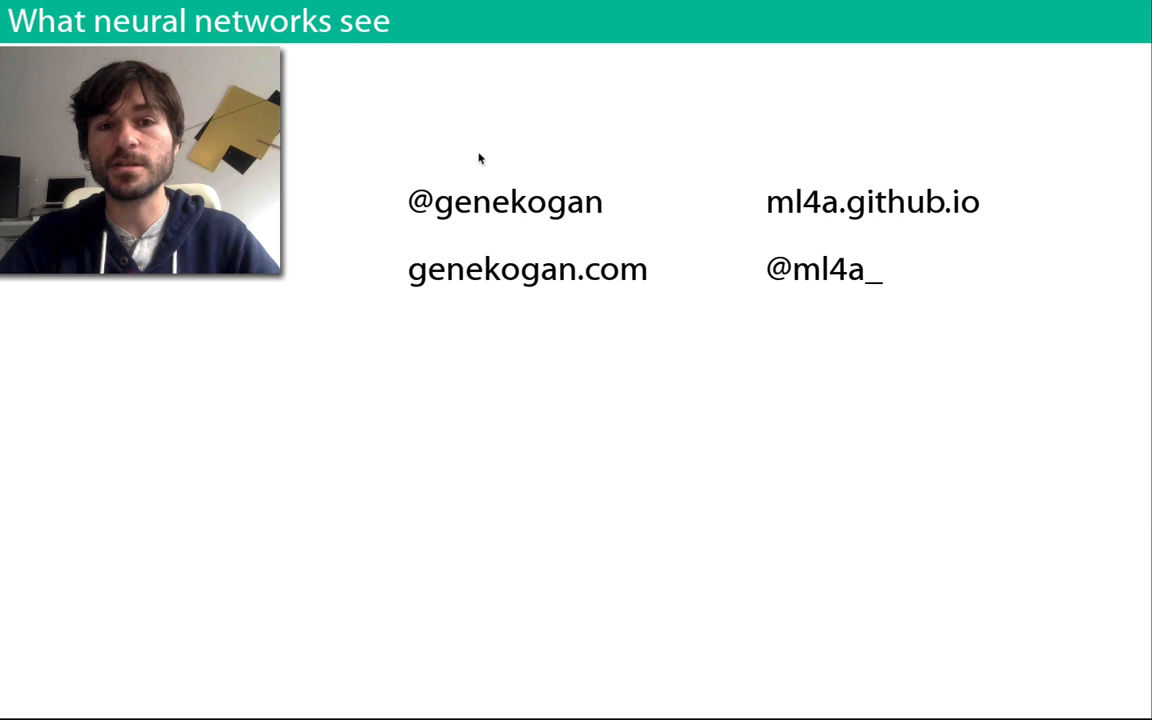 What neural networks see
@genekogan
genekogan.com
ml4a.github.io
@ml4a_